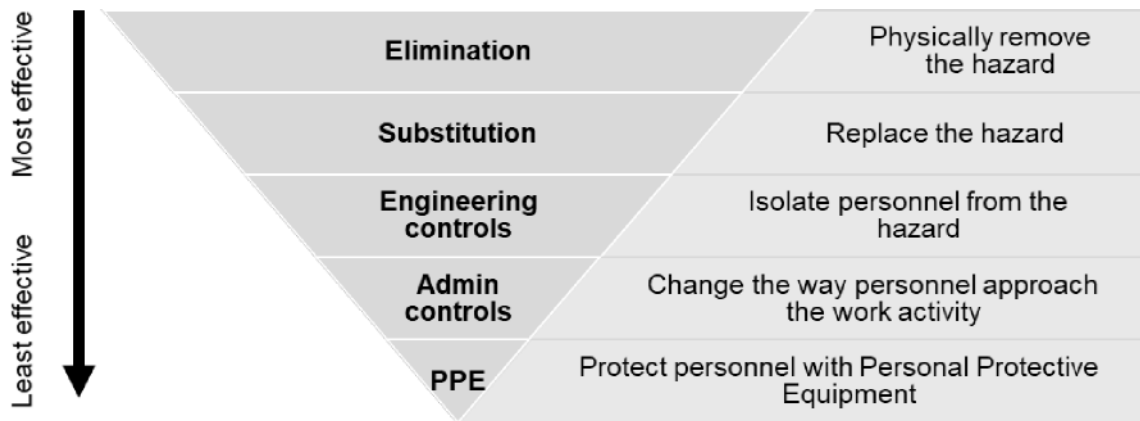 Most effective
Least effective
Elimination
Physically remove
the hazard
Substitution
Replace the hazard
Engineering
controls
Isolate personnel from the
hazard
Admin
controls
Change the way personnel approach
the work activity
PPE
Protect personnel with Personal Protective
Equipment